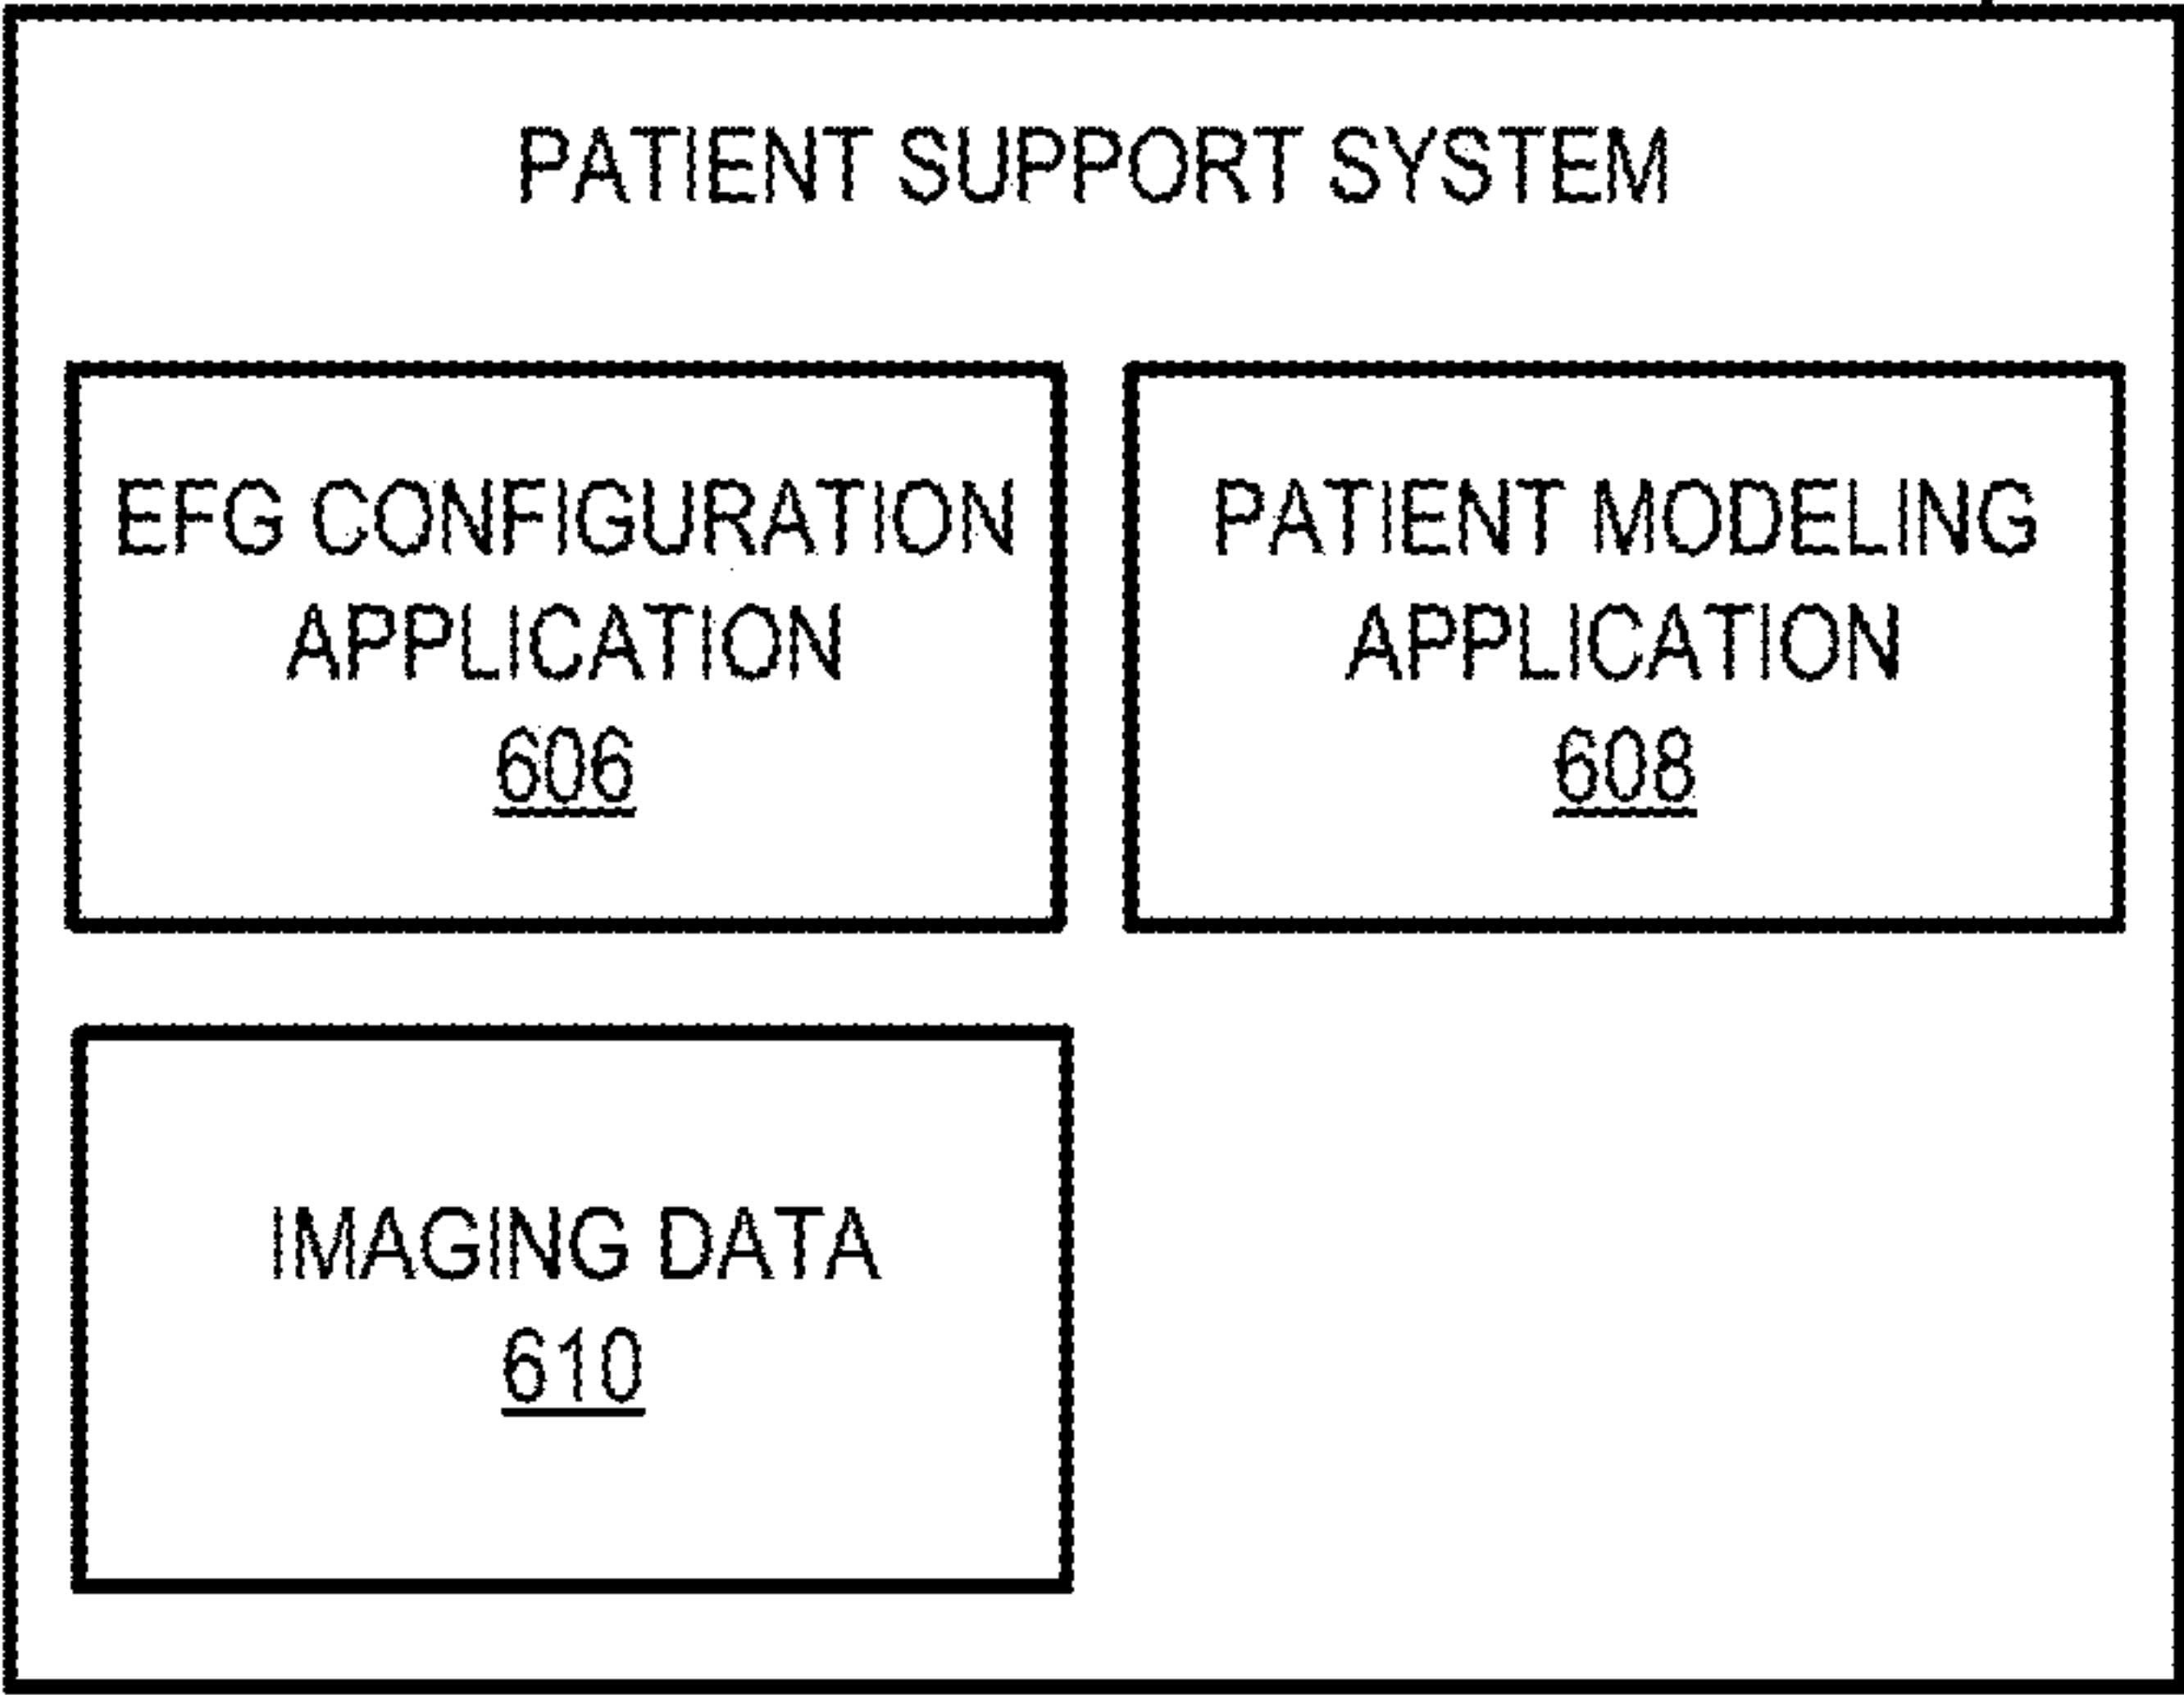 PATIENT SUPPORT SYSTEM
EFG CONFIGURATION
APPLICATION
606
PATIENT MODELING
APPLICATION
608
IMAGING DATA
610